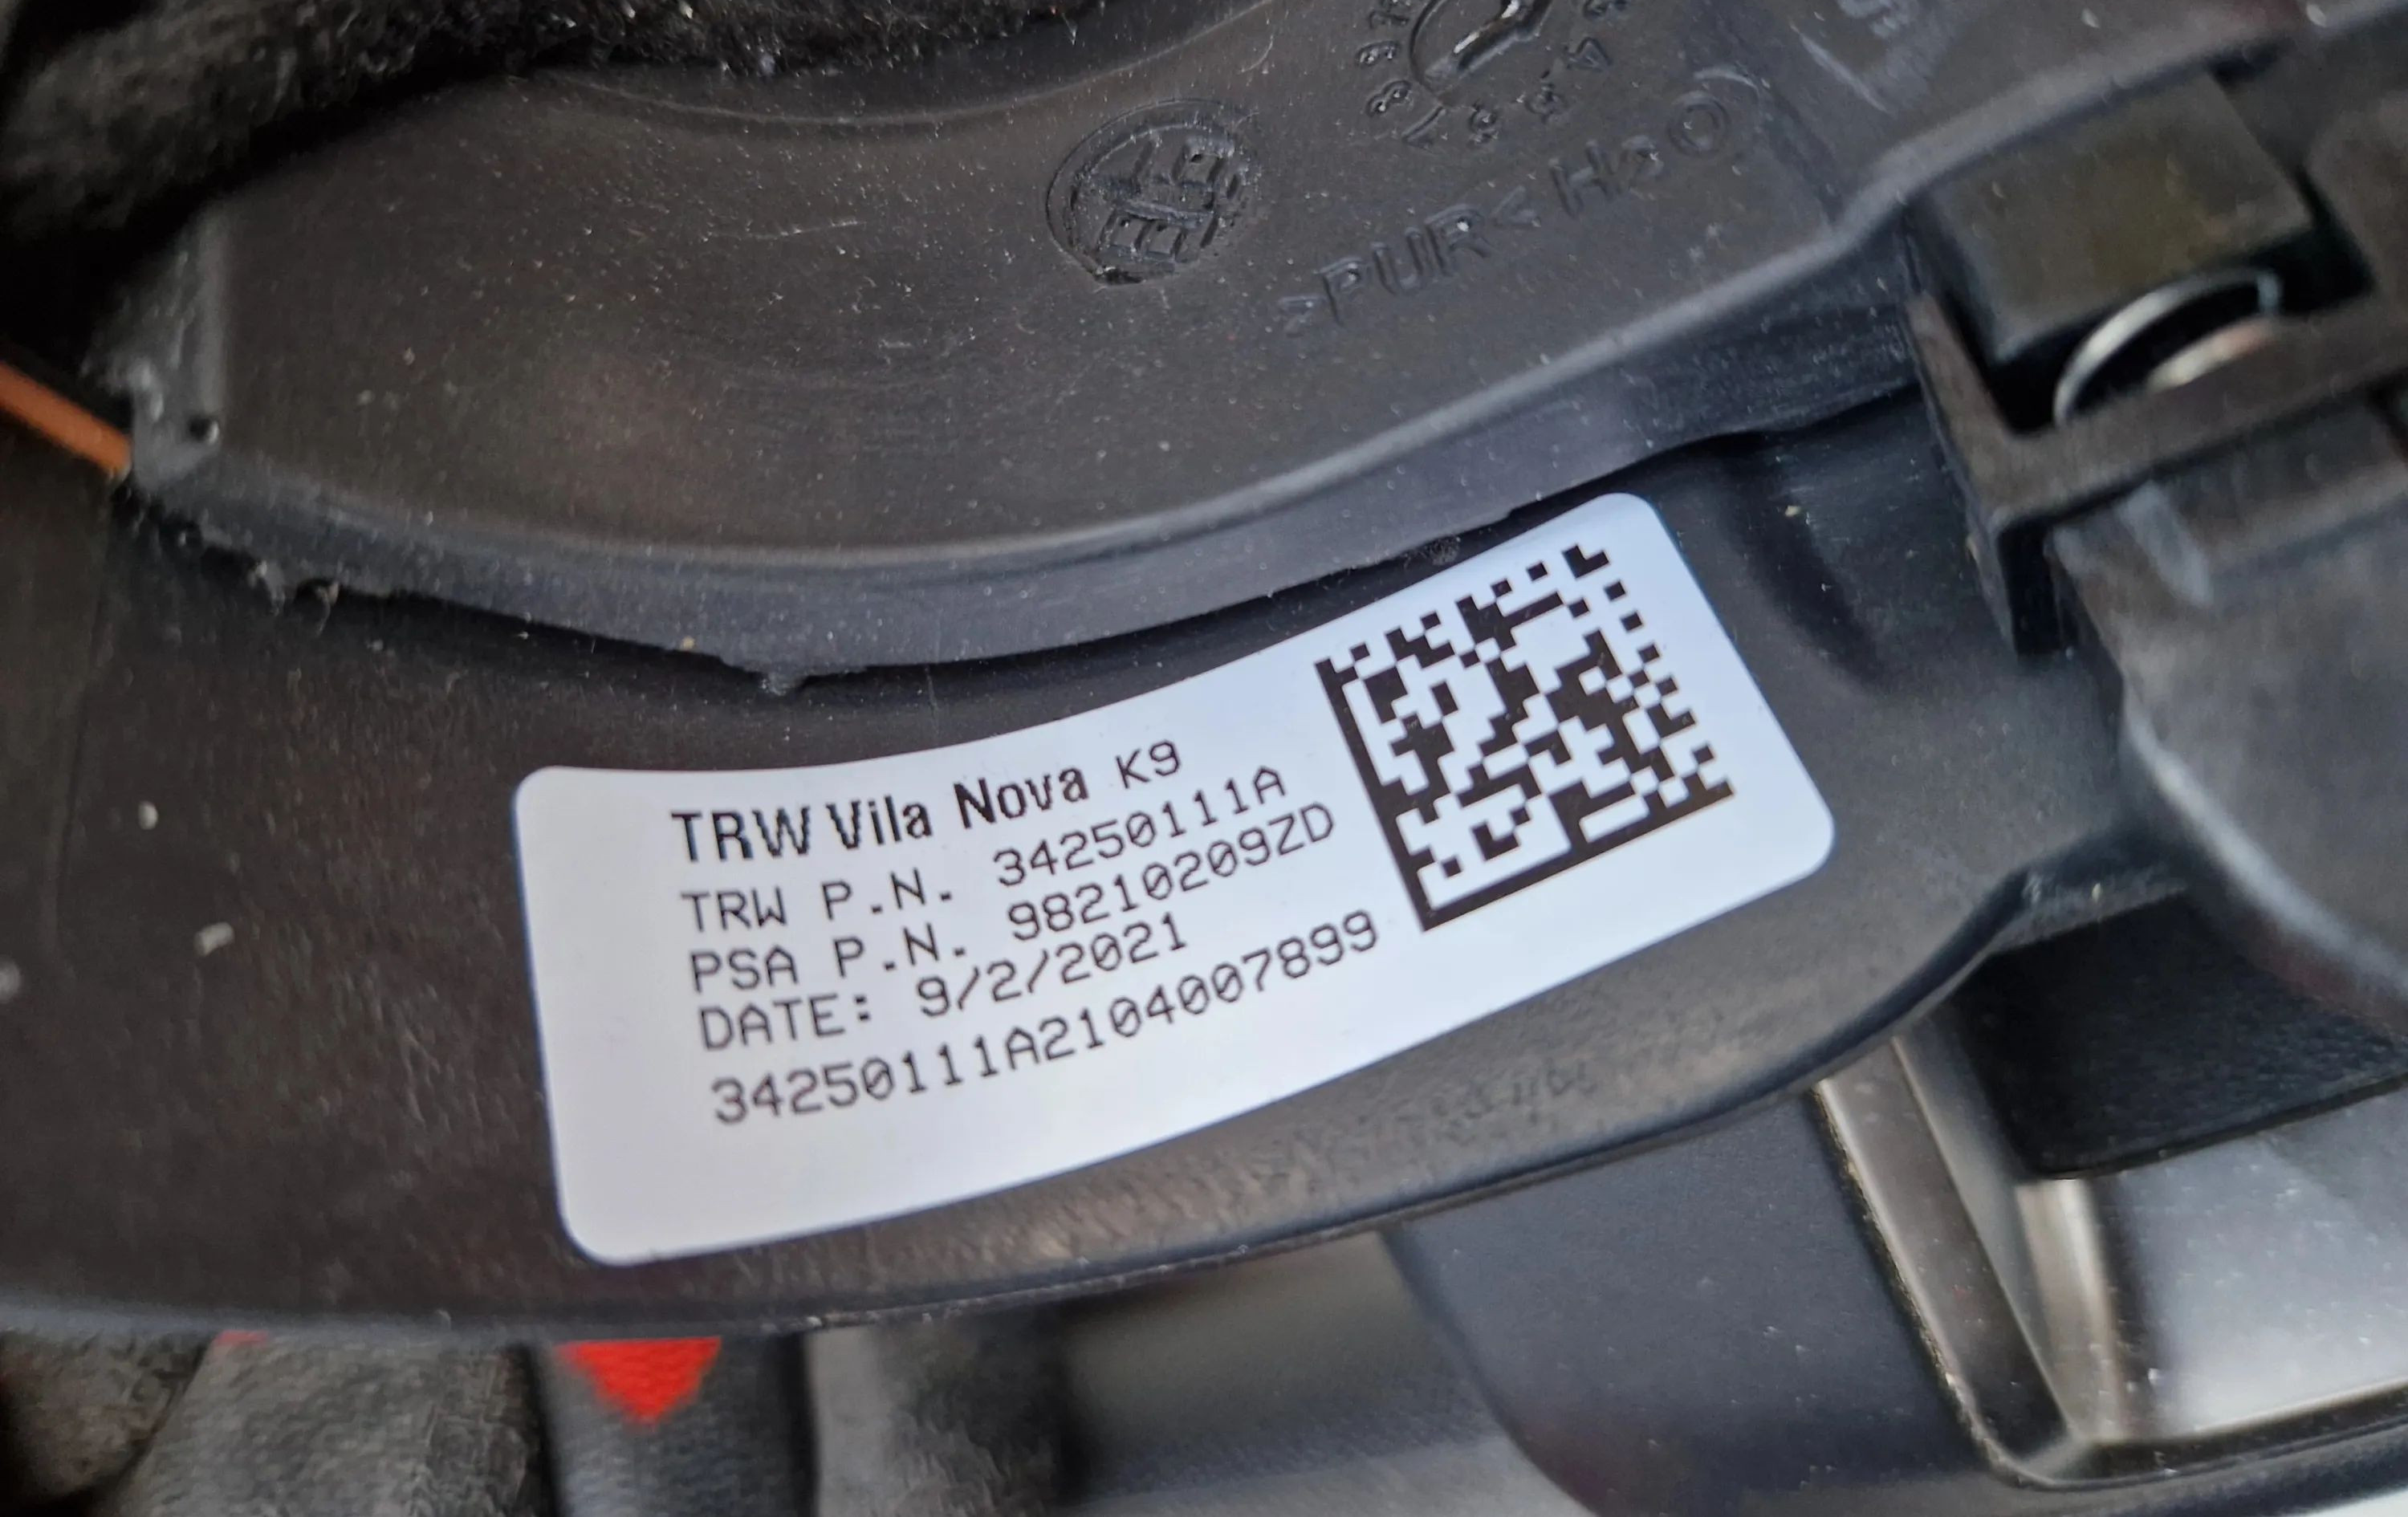 >PUR< H2O
TRW Vila Nova K9
TRW P.N. 34250111A
PSA P.N. 98210209ZD
DATE: 9/2/2021
34250111A2104007899